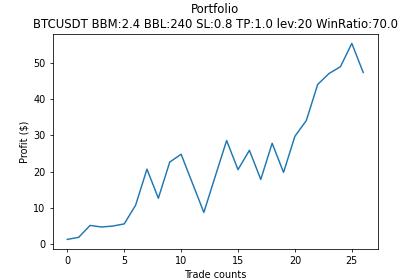 Portfolio
BTCUSDT BBM:2.4 BBL:240 SL:0.8 TP:1.0 lev:20 WinRatio:70.0
50
40
30
20
10
0
Profit ($)
0 5 10 15 20 25
Trade counts